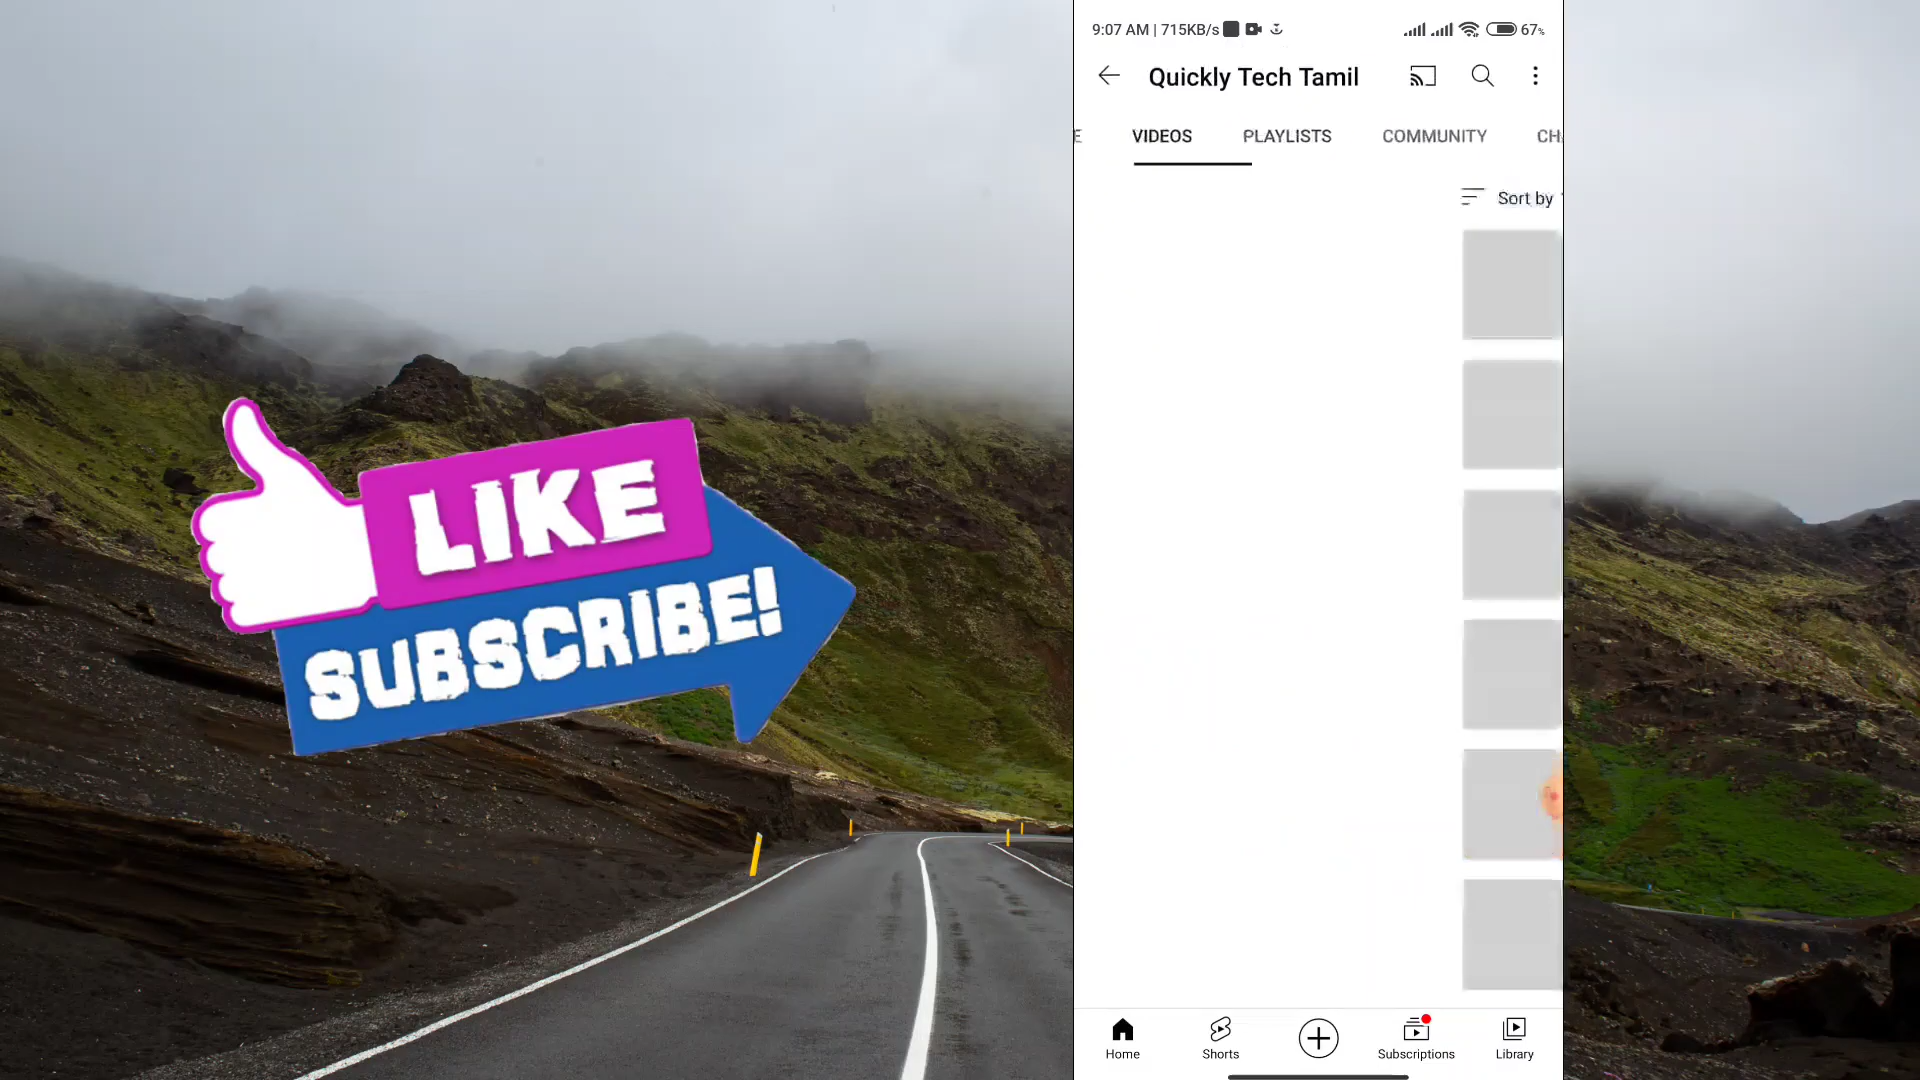 9:07 AM | 715KB/s
67%
Quickly Tech Tamil
E VIDEOS PLAYLISTS COMMUNITY CH
Sort by
LIKE
SUBSCRIBE!
Home Shorts Subscriptions Library